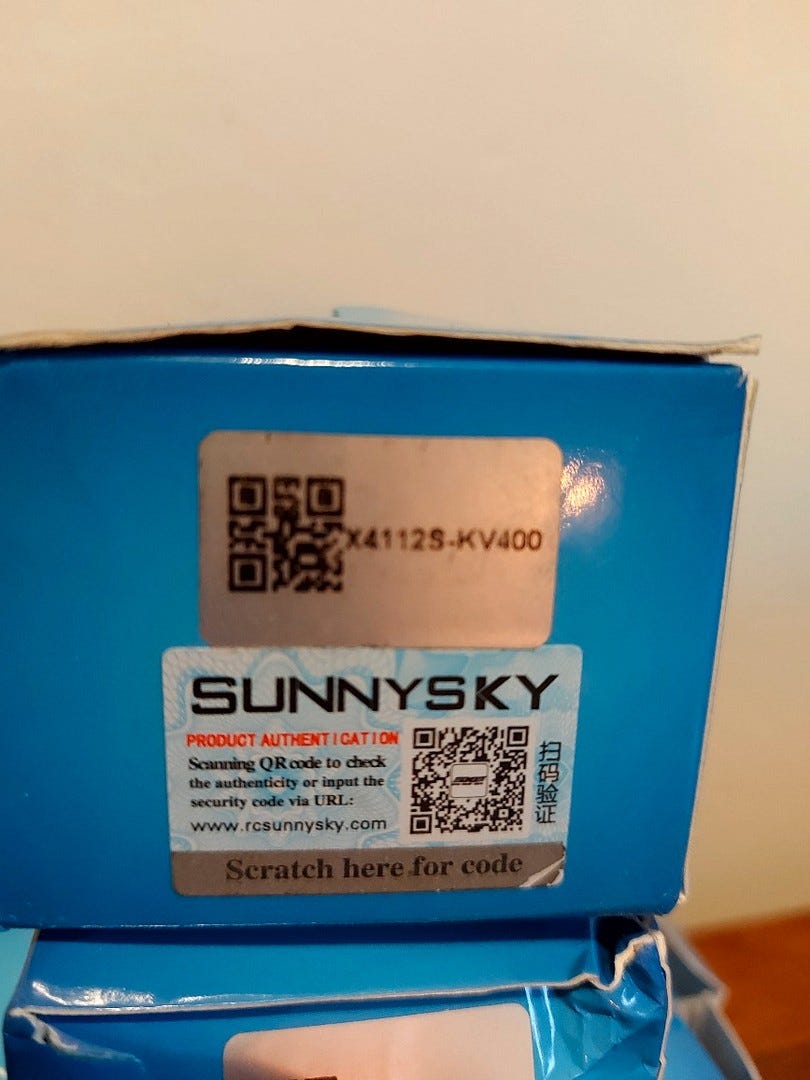 X4112S-KV400
SUNNYSKY
PRODUCT AUTHENTICATION
Scanning QR code to check
the authenticity or input the
security code via URL:
www.rcsunnysky.com
扫码验证
Scratch here for code